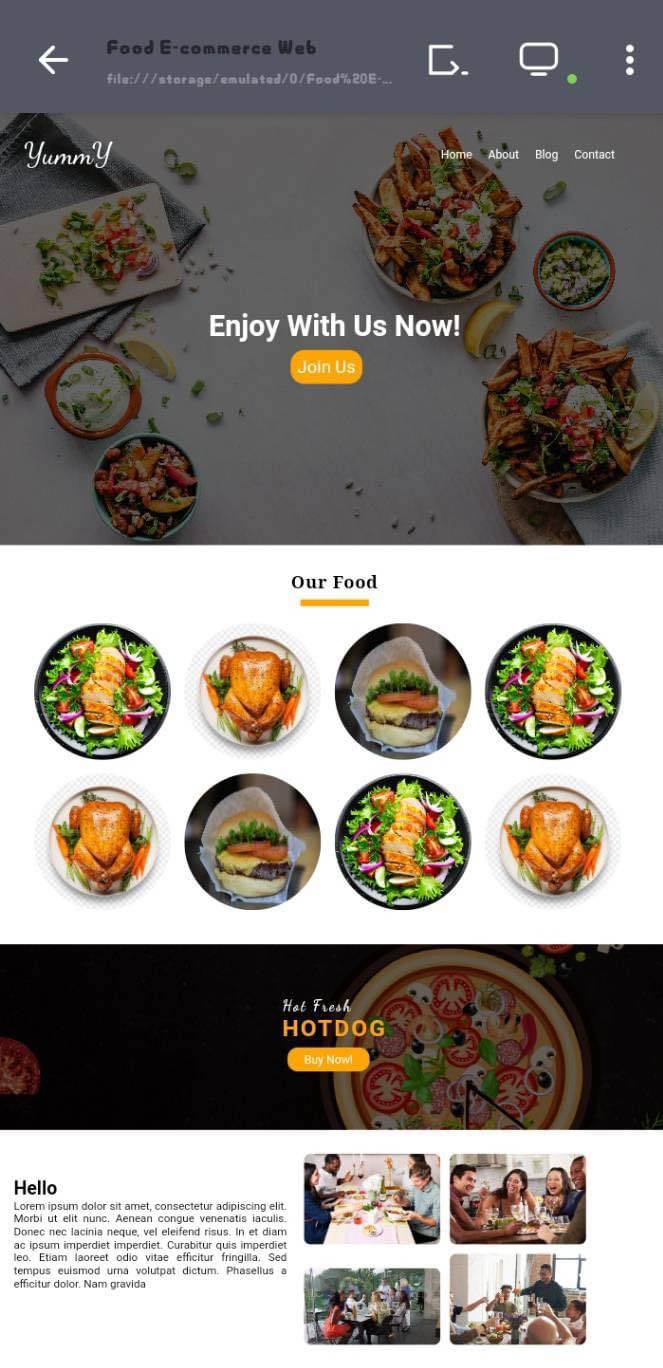 Food E-commerce Web
file:///storage/emulated/0/Food%20E-...
YummY
Home About Blog Contact
Enjoy With Us Now!
Join Us
Our Food
Hot Fresh
HOTDOG
Buy Now!
Hello
Lorem ipsum dolor sit amet, consectetur adipiscing elit.
Morbi ut elit nunc. Aenean congue venenatis iaculis.
Donec nec lacinia neque, vel eleifend risus. In et diam
ac ipsum imperdiet imperdiet. Curabitur quis imperdiet
leo. Etiam laoreet odio vitae efficitur fringilla. Sed
tempus euismod urna volutpat dictum. Phasellus a
efficitur dolor. Nam gravida